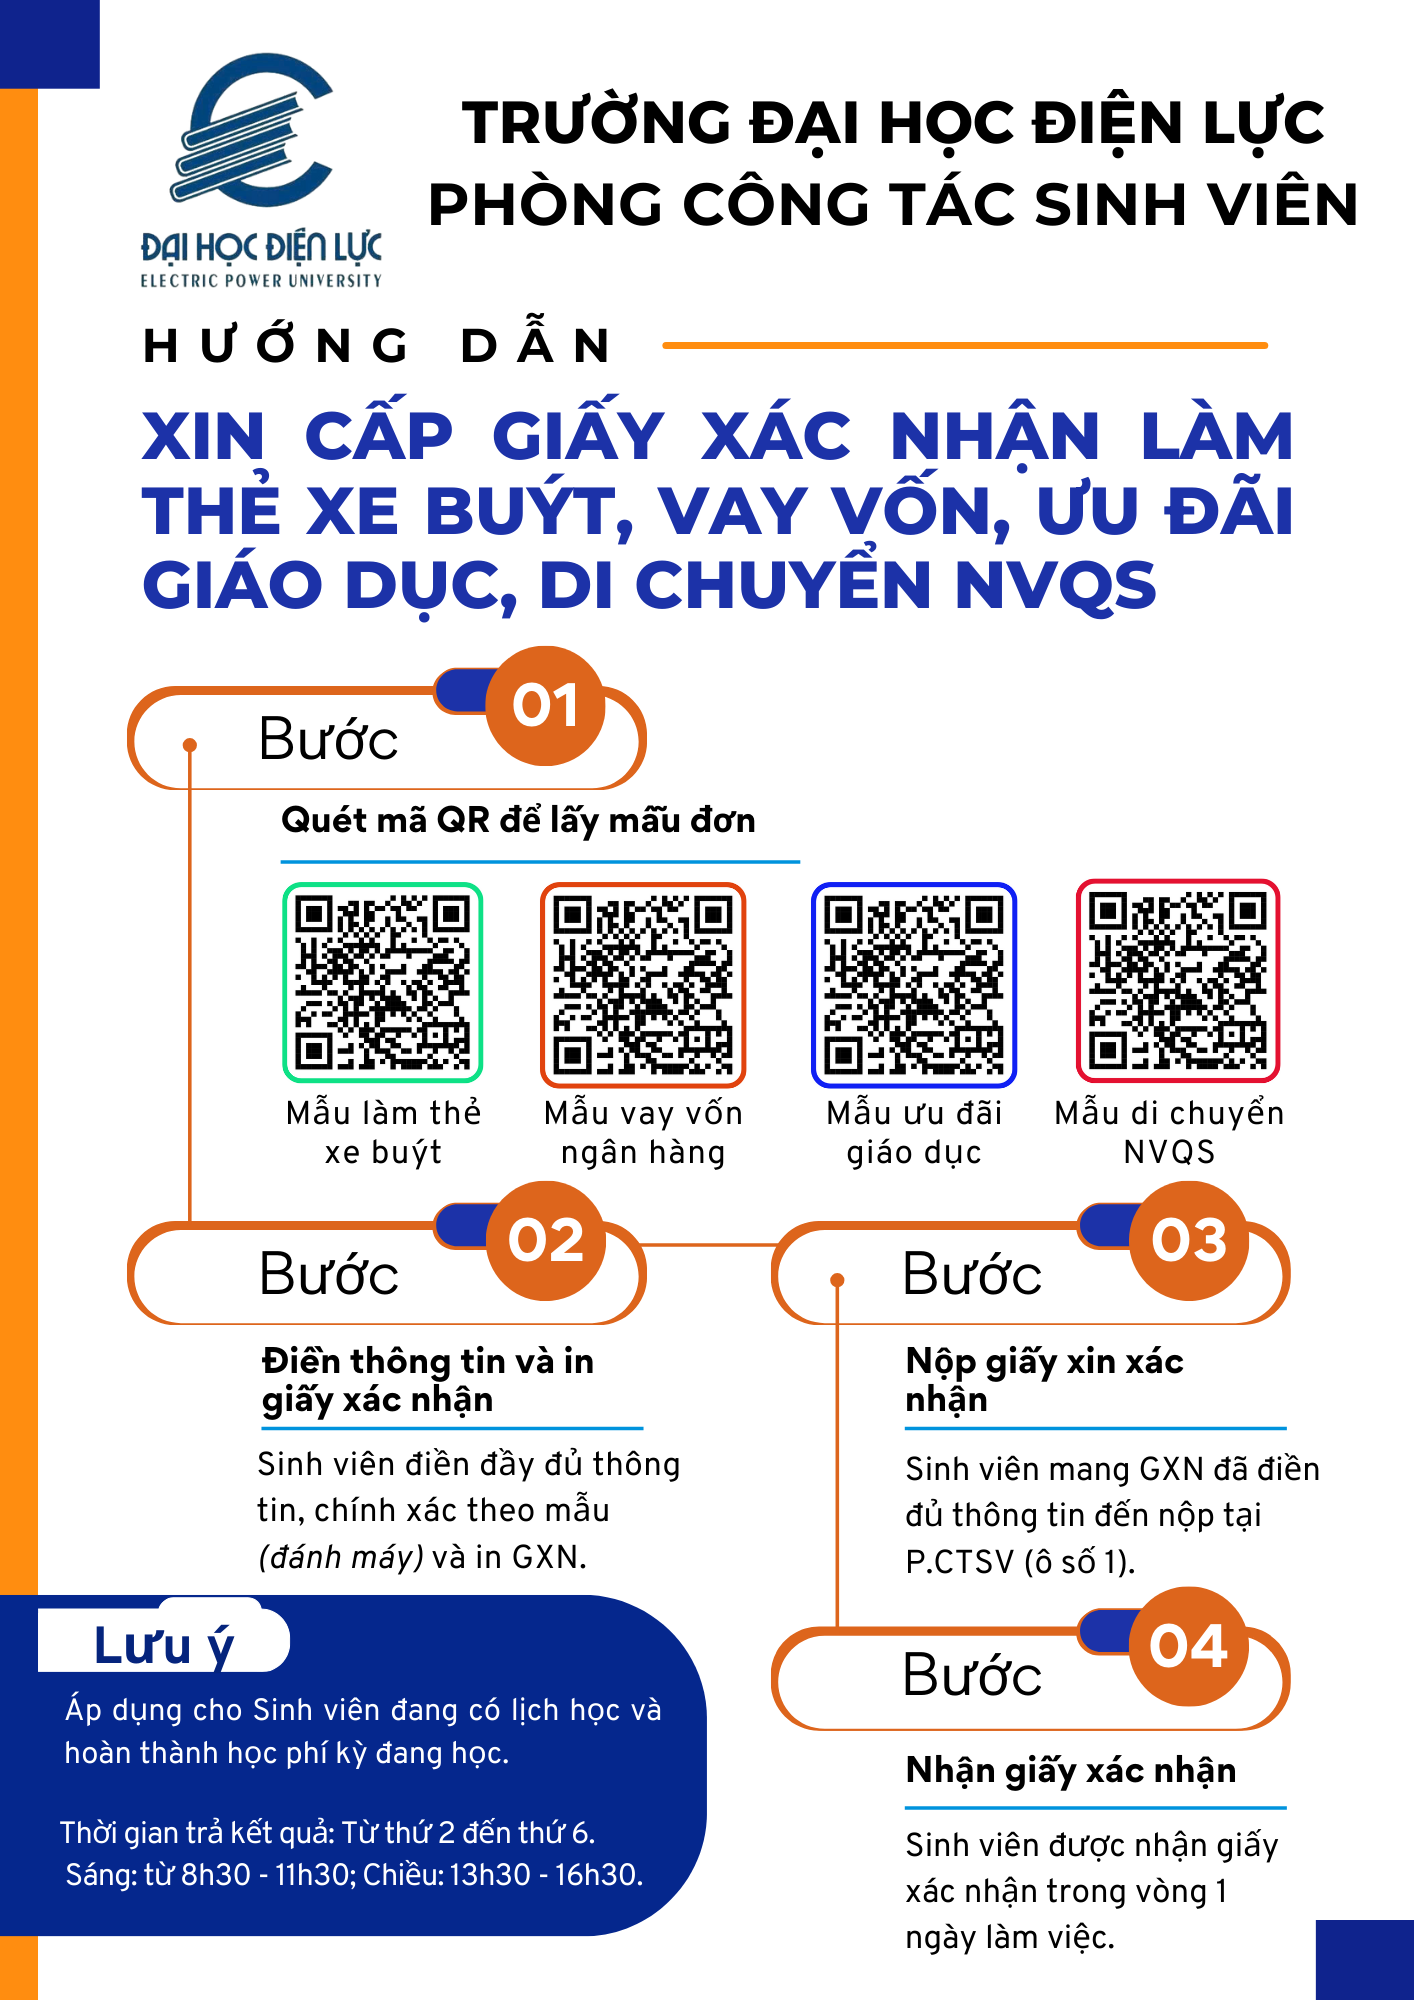 TRƯỜNG ĐẠI HỌC ĐIỆN LỰC
PHÒNG CÔNG TÁC SINH VIÊN
ĐẠI HỌC ĐIỆN LỰC
ELECTRIC POWER UNIVERSITY
HƯỚNG DẪN
XIN CẤP GIẤY XÁC NHẬN LÀM
THẺ XE BUÝT, VAY VỐN, ƯU ĐÃI
GIÁO DỤC, DI CHUYỂN NVQS
Bước 01
Quét mã QR để lấy mẫu đơn
Mẫu làm thẻ
xe buýt
Mẫu vay vốn
ngân hàng
Mẫu ưu đãi
giáo dục
Mẫu di chuyển
NVQS
Bước 02
Điền thông tin và in
giấy xác nhận
Sinh viên điền đầy đủ thông
tin, chính xác theo mẫu
(đánh máy) và in GXN.
Bước 03
Nộp giấy xin xác
nhận
Sinh viên mang GXN đã điền
đủ thông tin đến nộp tại
P.CTSV (ô số 1).
Bước 04
Nhận giấy xác nhận
Sinh viên được nhận giấy
xác nhận trong vòng 1
ngày làm việc.
Lưu ý
Áp dụng cho Sinh viên đang có lịch học và
hoàn thành học phí kỳ đang học.
Thời gian trả kết quả: Từ thứ 2 đến thứ 6.
Sáng: từ 8h30 - 11h30; Chiều: 13h30 - 16h30.